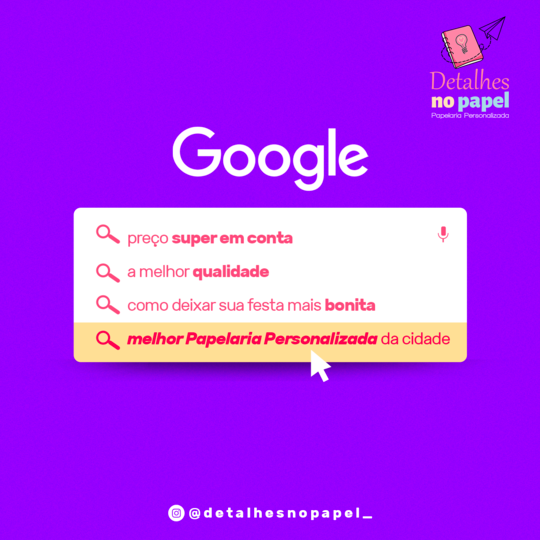 Detalhes
no papel
Papelaria Personalizada
Google
preço super em conta
a melhor qualidade
como deixar sua festa mais bonita
melhor Papelaria Personalizada da cidade
@detalhesnopapel_